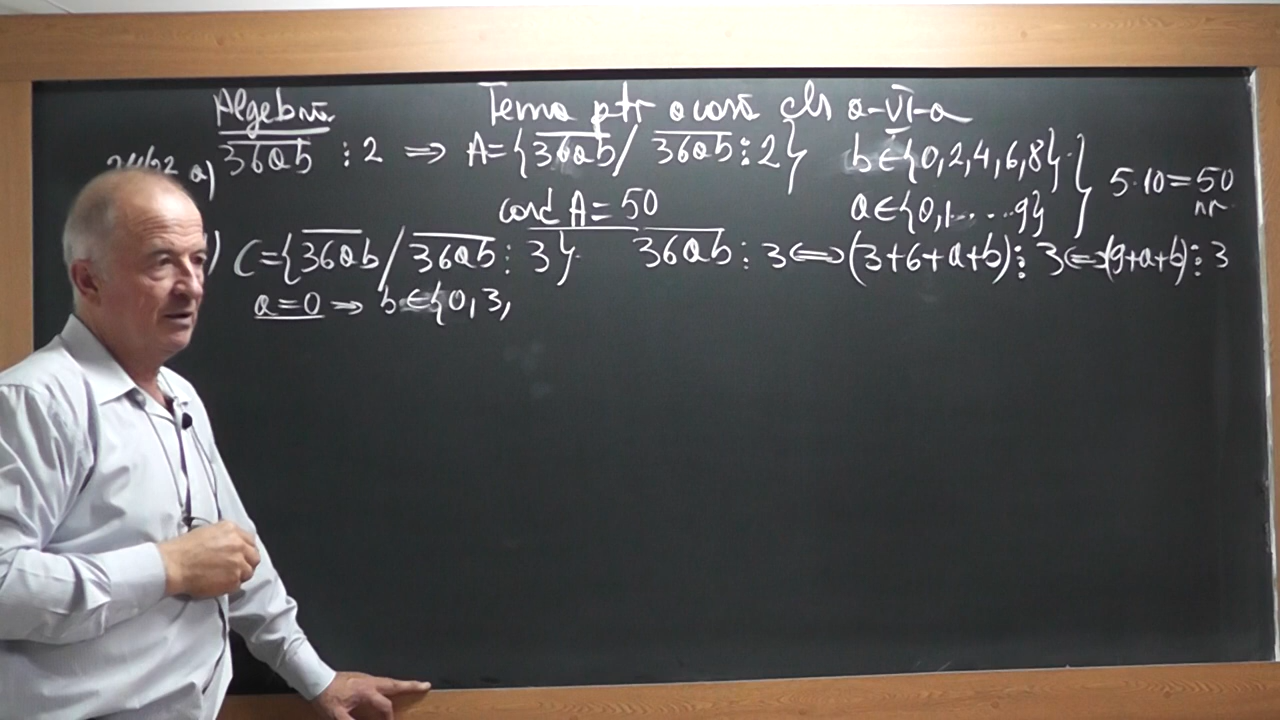 Algebră Tema ptr acasă cls a-VI-a
a) 36ab ⋮ 2 ⇒ A={36ab / 36ab⋮2} b∈{0,2,4,6,8} } 5·10=50
card A=50 a∈{0,1.....9} nr.
) C={36ab / 36ab⋮3} 36ab⋮3⇔(3+6+a+b)⋮3⇔(9+a+b)⋮3
a=0 ⇒ b∈{0,3,